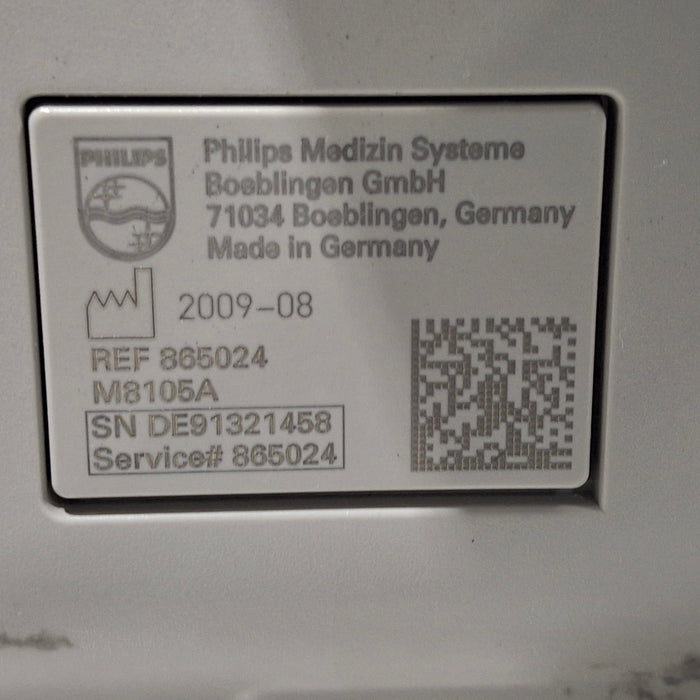 PHILIPS
Philips Medizin Systeme
Boeblingen GmbH
71034 Boeblingen, Germany
Made in Germany
2009-08
REF 865024
M8105A
SN DE91321458
Service# 865024